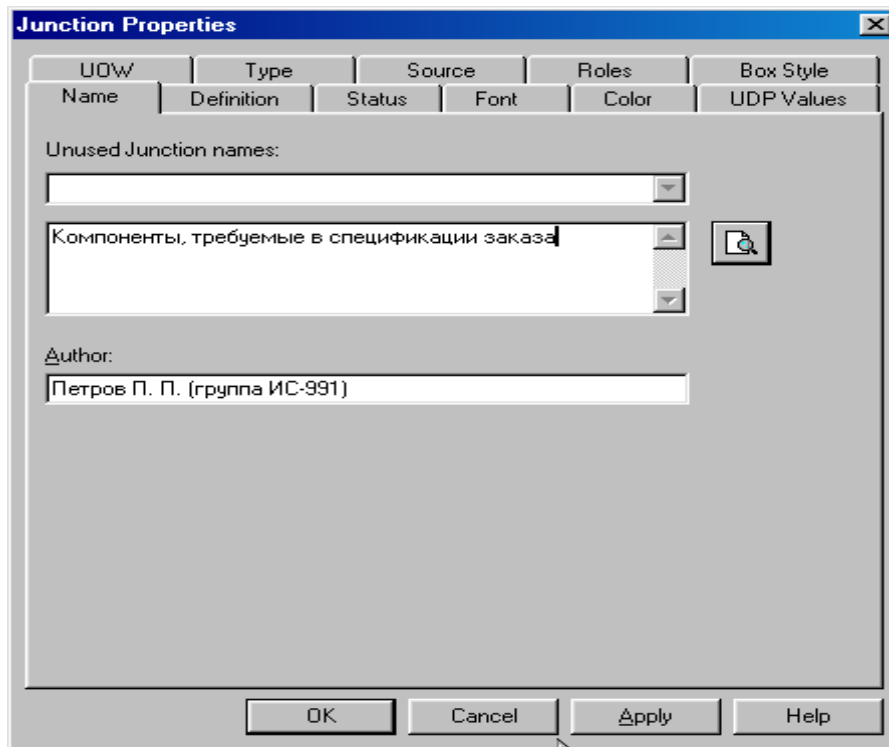 Junction Properties
UOW Type Source Roles Box Style
Name Definition Status Font Color UDP Values
Unused Junction names:
Компоненты, требуемые в спецификации заказа
Author:
Петров П. П. (группа ИС-991)
OK Cancel Apply Help